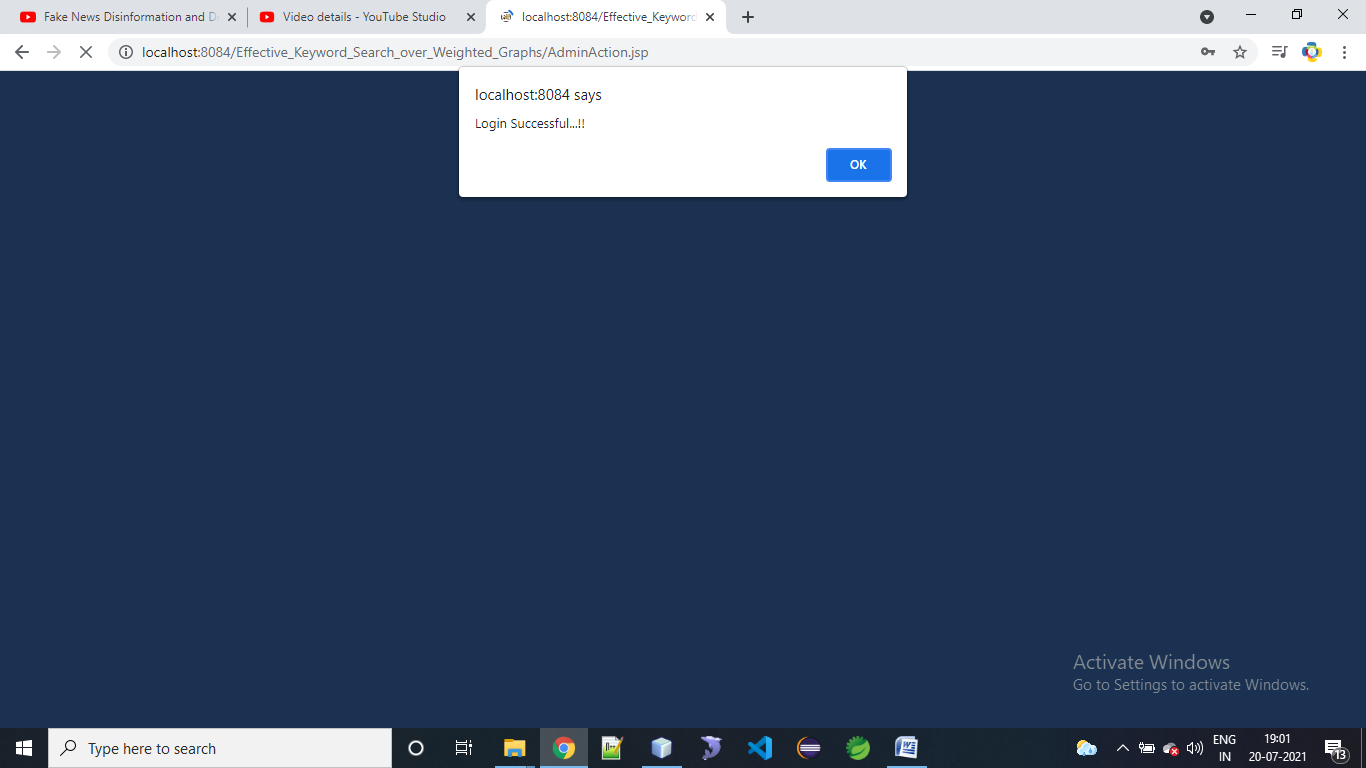 Fake News Disinformation and D
Video details - YouTube Studio
localhost:8084/Effective_Keyword
localhost:8084/Effective_Keyword_Search_over_Weighted_Graphs/AdminAction.jsp
localhost:8084 says
Login Successful...!!
OK
Activate Windows
Go to Settings to activate Windows.
Type here to search
ENG
IN
19:01
20-07-2021
13